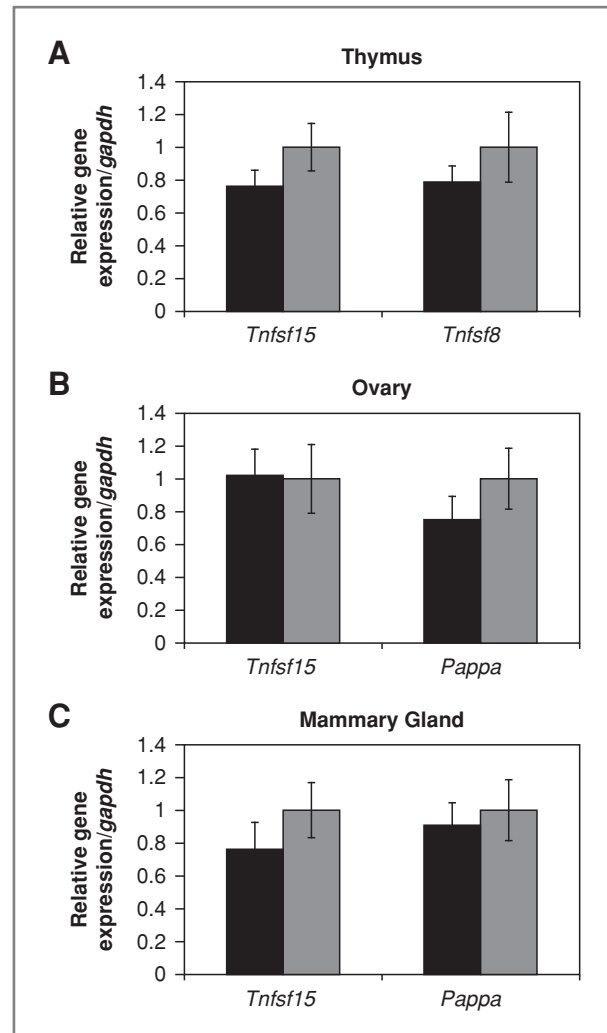 A
Thymus
Relative gene
expression/gapdh
1.4
1.2
1
0.8
0.6
0.4
0.2
0
Tnfsf15 Tnfsf8
B
Ovary
Relative gene
expression/gapdh
1.4
1.2
1
0.8
0.6
0.4
0.2
0
Tnfsf15 Pappa
C
Mammary Gland
Relative gene
expression/gapdh
1.4
1.2
1
0.8
0.6
0.4
0.2
0
Tnfsf15 Pappa